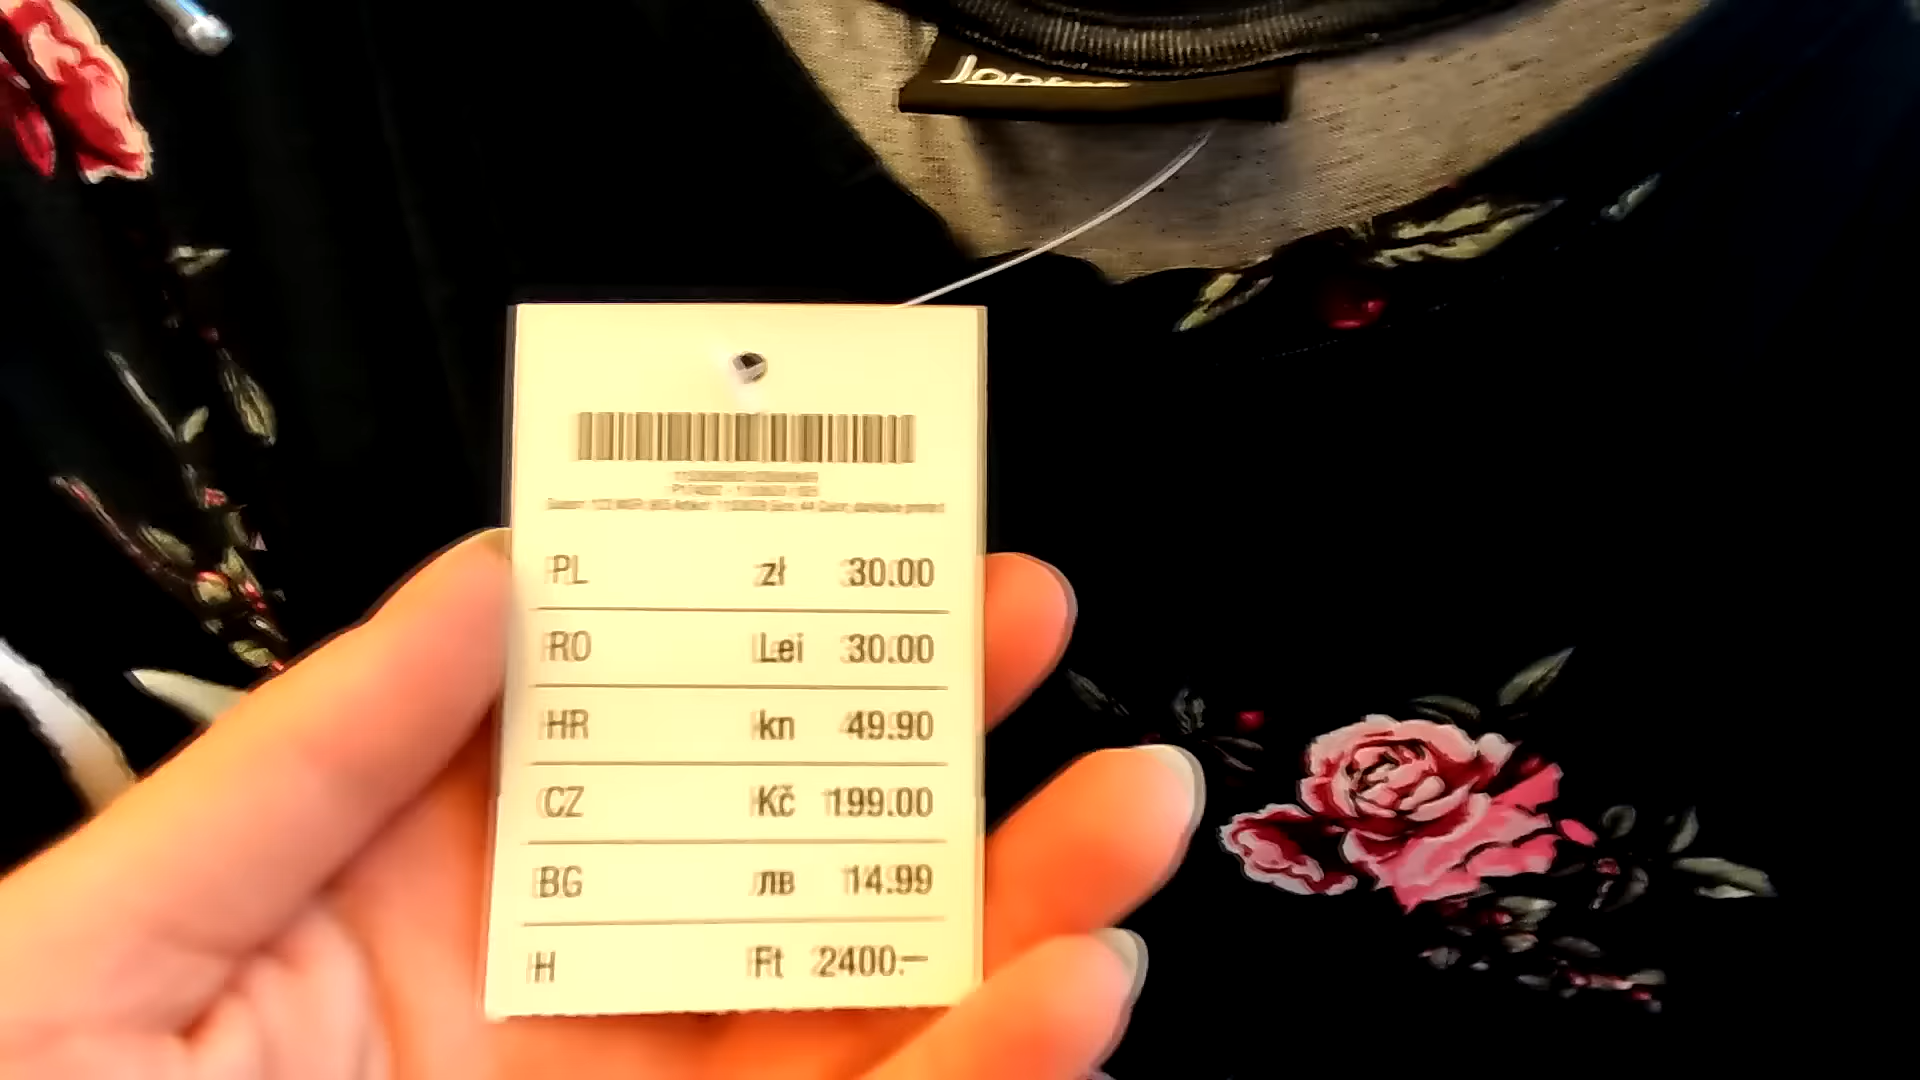 PL zł 30.00
RO Lei 30.00
HR kn 49.90
CZ Kč 199.00
BG лв 14.99
H Ft 2400.–